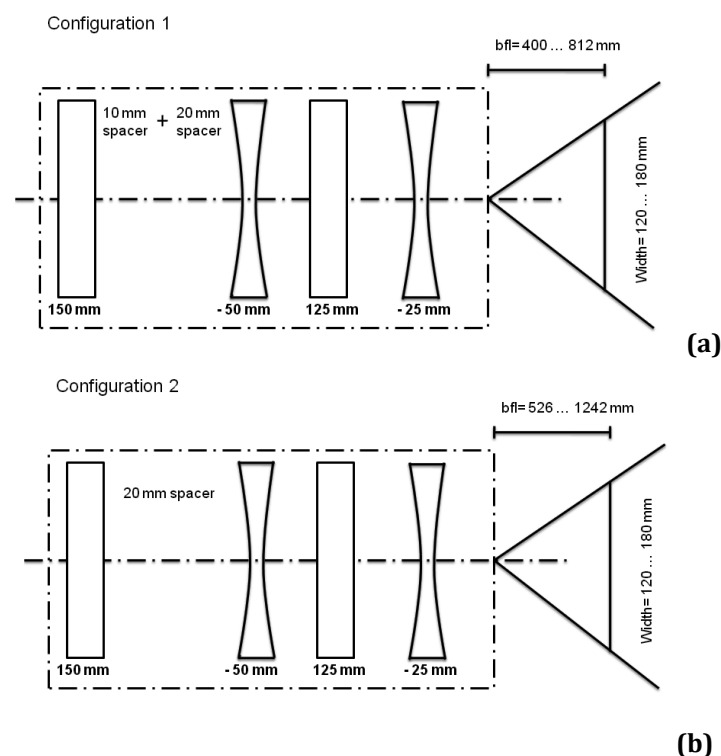 Configuration 1
bfl= 400 ... 812 mm
10 mm spacer + 20 mm spacer
Width= 120 ... 180 mm
150 mm
- 50 mm
125 mm
- 25 mm
(a)
Configuration 2
bfl= 526 ... 1242 mm
20 mm spacer
Width= 120 ... 180 mm
150 mm
- 50 mm
125 mm
- 25 mm
(b)